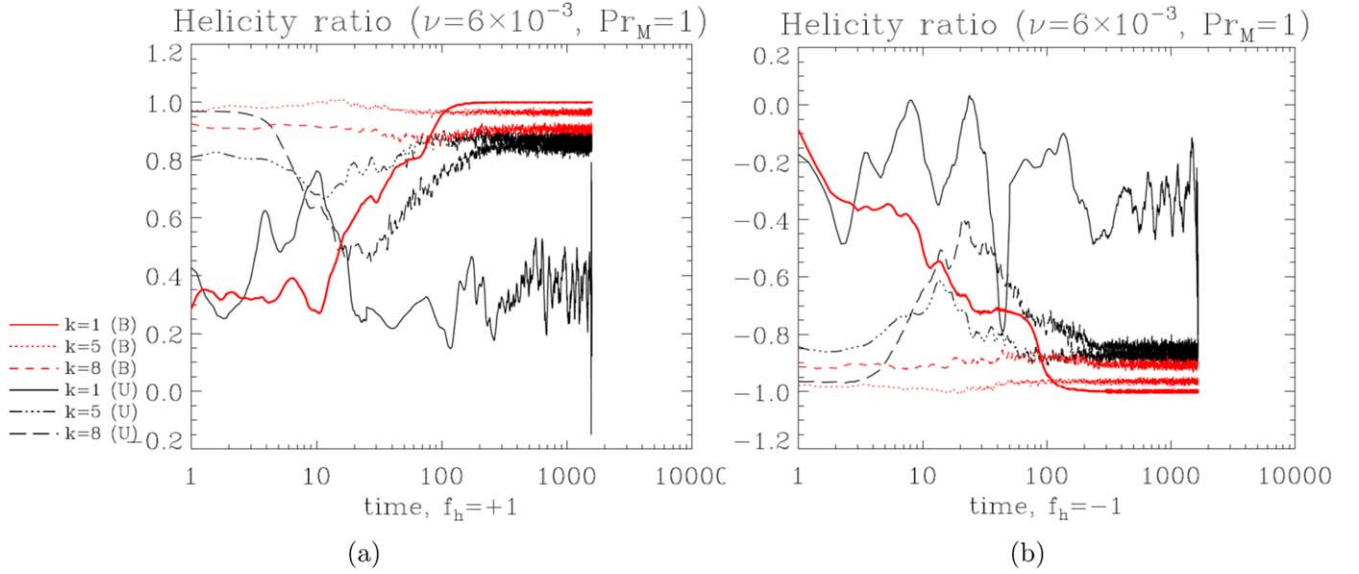 Helicity ratio (ν=6×10⁻³, Pr_M=1)
1.2
1.0
0.8
0.6
0.4
0.2
0.0
−0.2
k=1 (B)
k=5 (B)
k=8 (B)
k=1 (U)
k=5 (U)
k=8 (U)
1 10 100 1000 10000
time, f_h=+1
(a)
Helicity ratio (ν=6×10⁻³, Pr_M=1)
0.2
0.0
−0.2
−0.4
−0.6
−0.8
−1.0
−1.2
1 10 100 1000 10000
time, f_h=−1
(b)